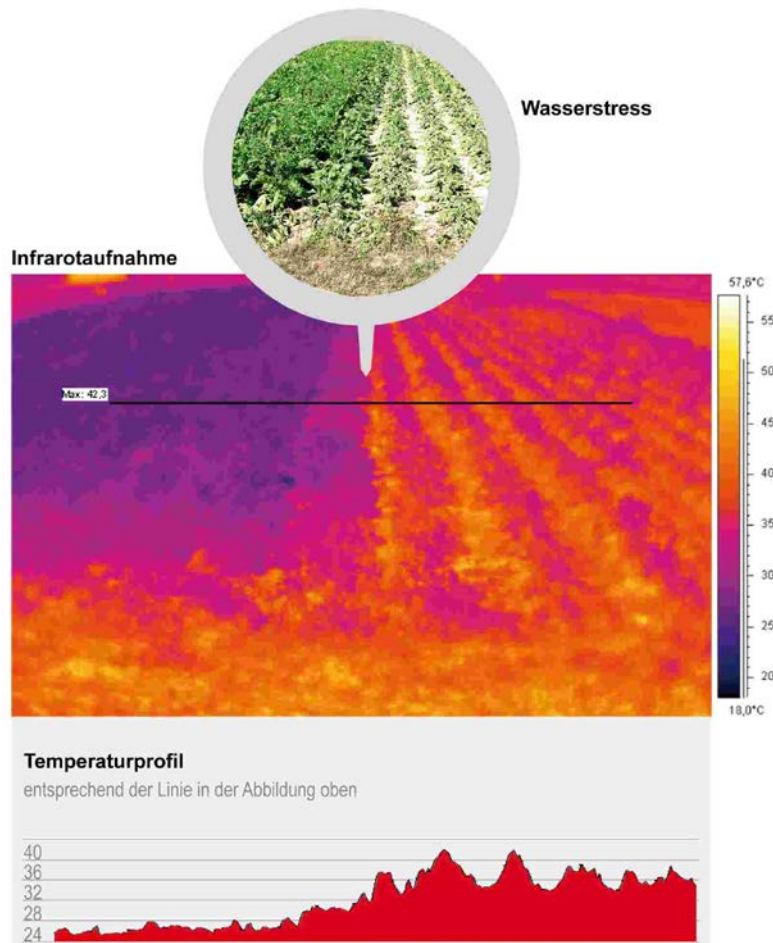 Wasserstress
Infrarotaufnahme
57,6°C
55
50
45
40
35
30
25
20
18,0°C
Max: 42,3
Temperaturprofil
entsprechend der Linie in der Abbildung oben
40
36
32
28
24